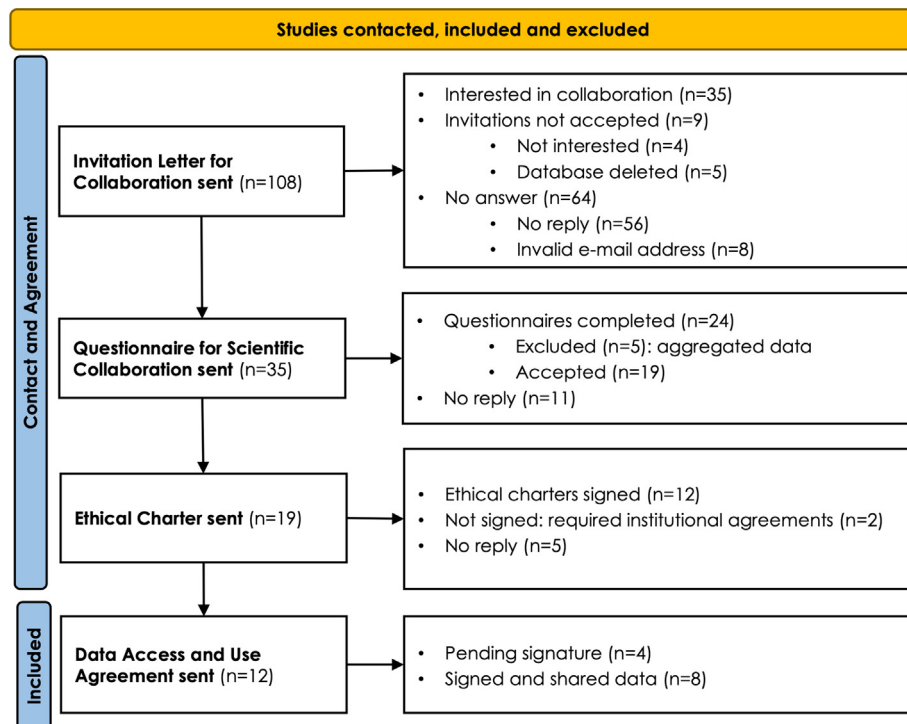 Studies contacted, included and excluded
Contact and Agreement
Invitation Letter for
Collaboration sent (n=108)
• Interested in collaboration (n=35)
• Invitations not accepted (n=9)
• Not interested (n=4)
• Database deleted (n=5)
• No answer (n=64)
• No reply (n=56)
• Invalid e-mail address (n=8)
Questionnaire for Scientific
Collaboration sent (n=35)
• Questionnaires completed (n=24)
• Excluded (n=5): aggregated data
• Accepted (n=19)
• No reply (n=11)
Ethical Charter sent (n=19)
• Ethical charters signed (n=12)
• Not signed: required institutional agreements (n=2)
• No reply (n=5)
Included
Data Access and Use
Agreement sent (n=12)
• Pending signature (n=4)
• Signed and shared data (n=8)